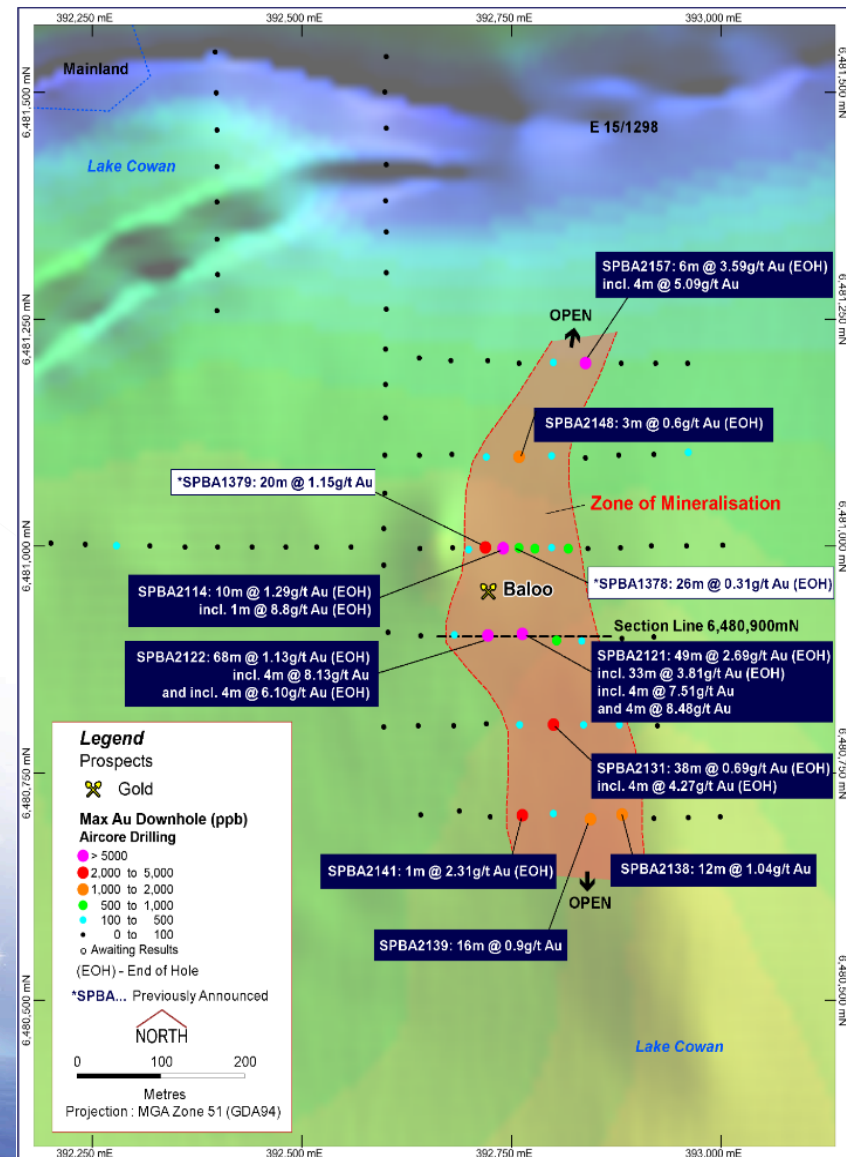 392,250 mE
392,500 mE
392,750 mE
393,000 mE
Mainland
6,481,500 mN
6,481,500 mN
E 15/1298
Lake Cowan
SPBA2157: 6m @ 3.59g/t Au (EOH)
incl. 4m @ 5.09g/t Au
6,481,250 mN
6,481,250 mN
OPEN
SPBA2148: 3m @ 0.6g/t Au (EOH)
*SPBA1379: 20m @ 1.15g/t Au
Zone of Mineralisation
6,481,000 mN
6,481,000 mN
SPBA2114: 10m @ 1.29g/t Au (EOH)
incl. 1m @ 8.8g/t Au (EOH)
*SPBA1378: 26m @ 0.31g/t Au (EOH)
Baloo
Section Line 6,480,900mN
SPBA2122: 68m @ 1.13g/t Au (EOH)
incl. 4m @ 8.13g/t Au
and incl. 4m @ 6.10g/t Au
SPBA2121: 49m @ 2.69g/t Au (EOH)
incl. 33m @ 3.81g/t Au (EOH)
incl. 4m @ 7.51g/t Au
and 4m @ 8.48g/t Au
6,480,750 mN
6,480,750 mN
SPBA2131: 38m @ 0.69g/t Au (EOH)
incl. 4m @ 4.27g/t Au (EOH)
SPBA2141: 1m @ 2.31g/t Au (EOH)
SPBA2138: 12m @ 1.04g/t Au
OPEN
SPBA2139: 16m @ 0.9g/t Au
6,480,500 mN
6,480,500 mN
Lake Cowan
Legend
Prospects
Gold
Max Au Downhole (ppb)
Aircore Drilling
> 5000
2,000 to 5,000
1,000 to 2,000
500 to 1,000
100 to 500
0 to 100
Awaiting Results
(EOH) - End of Hole
*SPBA... Previously Announced
NORTH
0 100 200
Metres
Projection : MGA Zone 51 (GDA94)
392,250 mE
392,500 mE
392,750 mE
393,000 mE